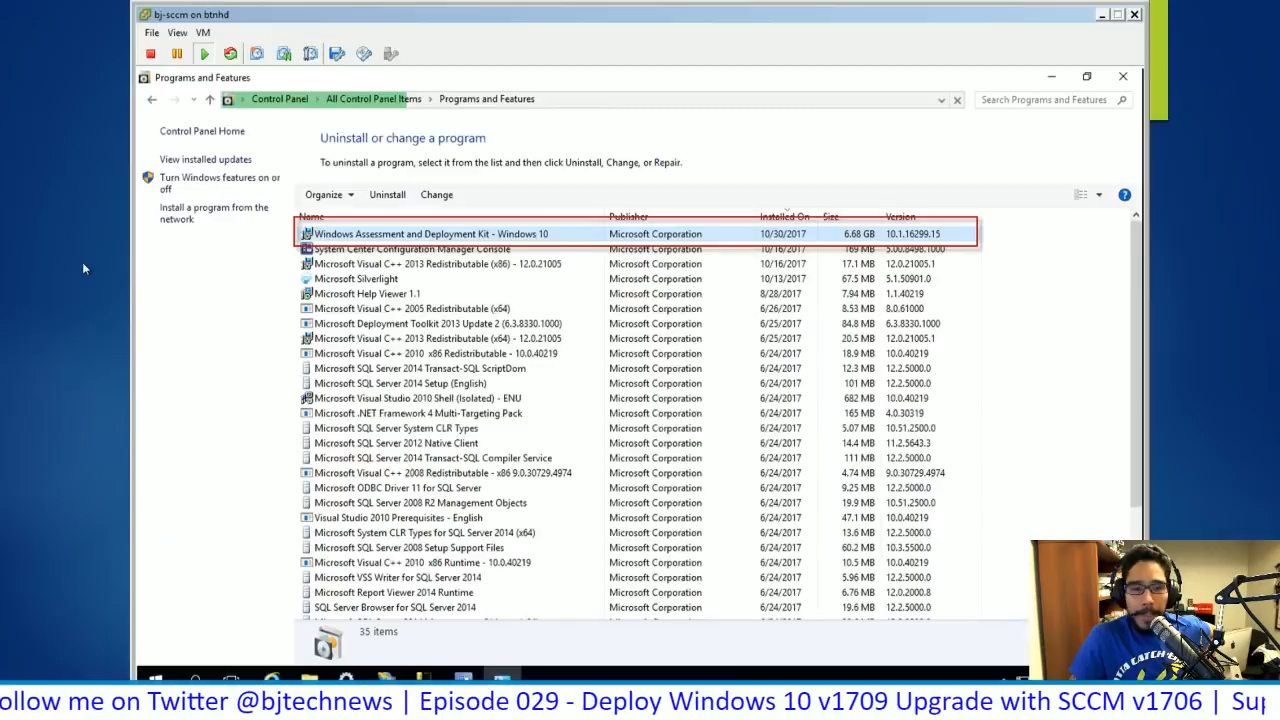 bj-sccm on btnhd
File View VM
Programs and Features
Control Panel › All Control Panel Items › Programs and Features
Search Programs and Features
Control Panel Home
View installed updates
Turn Windows features on or off
Install a program from the network
Uninstall or change a program
To uninstall a program, select it from the list and then click Uninstall, Change, or Repair.
Organize Uninstall Change
Name Publisher Installed On Size Version
Windows Assessment and Deployment Kit - Windows 10 Microsoft Corporation 10/30/2017 6.68 GB 10.1.16299.15
System Center Configuration Manager Console Microsoft Corporation 10/16/2017 169 MB 5.00.8498.1000
Microsoft Visual C++ 2013 Redistributable (x86) - 12.0.21005 Microsoft Corporation 10/16/2017 17.1 MB 12.0.21005.1
Microsoft Silverlight Microsoft Corporation 10/13/2017 67.5 MB 5.1.50901.0
Microsoft Help Viewer 1.1 Microsoft Corporation 8/28/2017 7.94 MB 1.1.40219
Microsoft Visual C++ 2005 Redistributable (x64) Microsoft Corporation 6/26/2017 8.53 MB 8.0.61000
Microsoft Deployment Toolkit 2013 Update 2 (6.3.8330.1000) Microsoft Corporation 6/25/2017 84.8 MB 6.3.8330.1000
Microsoft Visual C++ 2013 Redistributable (x64) - 12.0.21005 Microsoft Corporation 6/25/2017 20.5 MB 12.0.21005.1
Microsoft Visual C++ 2010 x86 Redistributable - 10.0.40219 Microsoft Corporation 6/24/2017 18.9 MB 10.0.40219
Microsoft SQL Server 2014 Transact-SQL ScriptDom Microsoft Corporation 6/24/2017 12.3 MB 12.2.5000.0
Microsoft SQL Server 2014 Setup (English) Microsoft Corporation 6/24/2017 101 MB 12.2.5000.0
Microsoft Visual Studio 2010 Shell (Isolated) - ENU Microsoft Corporation 6/24/2017 682 MB 10.0.40219
Microsoft .NET Framework 4 Multi-Targeting Pack Microsoft Corporation 6/24/2017 165 MB 4.0.30319
Microsoft SQL Server System CLR Types Microsoft Corporation 6/24/2017 5.07 MB 10.51.2500.0
Microsoft SQL Server 2012 Native Client Microsoft Corporation 6/24/2017 14.4 MB 11.2.5643.3
Microsoft SQL Server 2014 Transact-SQL Compiler Service Microsoft Corporation 6/24/2017 111 MB 12.2.5000.0
Microsoft Visual C++ 2008 Redistributable - x86 9.0.30729.4974 Microsoft Corporation 6/24/2017 4.74 MB 9.0.30729.4974
Microsoft ODBC Driver 11 for SQL Server Microsoft Corporation 6/24/2017 9.25 MB 12.2.5000.0
Microsoft SQL Server 2008 R2 Management Objects Microsoft Corporation 6/24/2017 19.9 MB 10.51.2500.0
Visual Studio 2010 Prerequisites - English Microsoft Corporation 6/24/2017 47.1 MB 10.0.40219
Microsoft System CLR Types for SQL Server 2014 (x64) Microsoft Corporation 6/24/2017 13.6 MB 12.2.5000.0
Microsoft SQL Server 2008 Setup Support Files Microsoft Corporation 6/24/2017 60.2 MB 10.3.5500.0
Microsoft Visual C++ 2010 x86 Runtime - 10.0.40219 Microsoft Corporation 6/24/2017 10.5 MB 10.0.40219
Microsoft VSS Writer for SQL Server 2014 Microsoft Corporation 6/24/2017 5.96 MB 12.2.5000.0
Microsoft Report Viewer 2014 Runtime Microsoft Corporation 6/24/2017 6.76 MB 12.0.2000.8
SQL Server Browser for SQL Server 2014 Microsoft Corporation 6/24/2017 19.6 MB 12.2.5000.0
35 items
ollow me on Twitter @bjtechnews | Episode 029 - Deploy Windows 10 v1709 Upgrade with SCCM v1706 | Sup